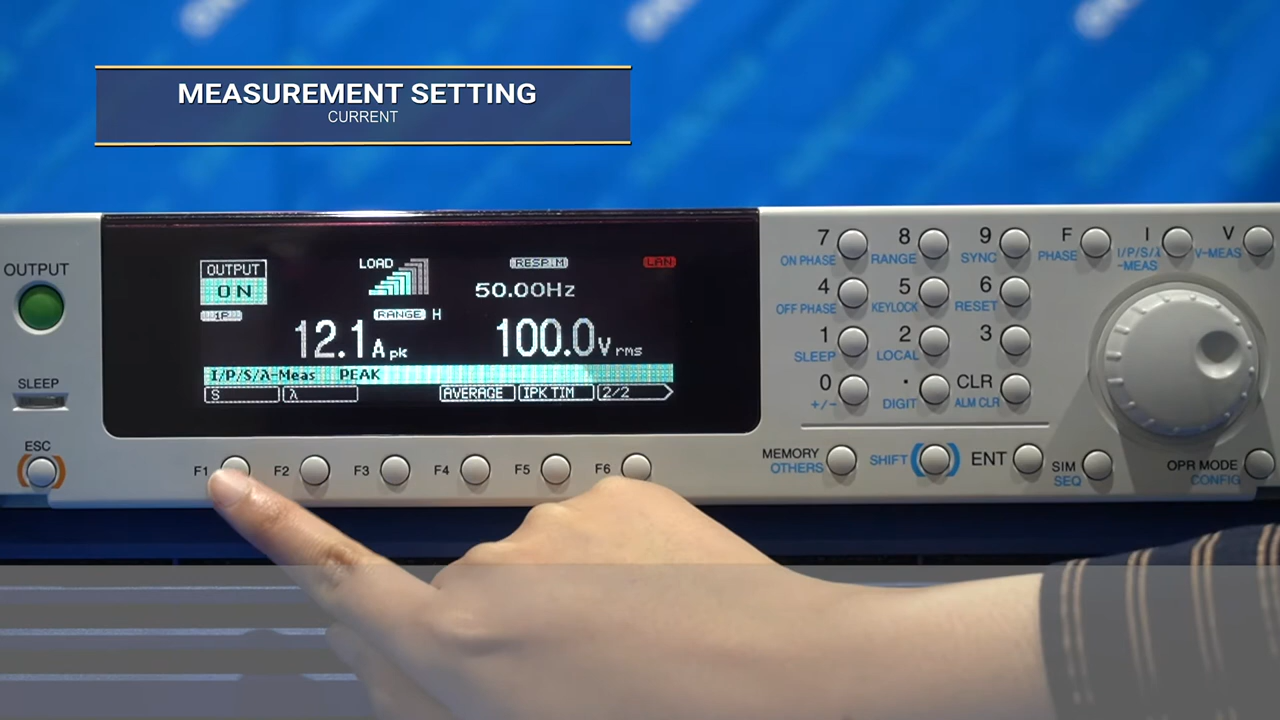 MEASUREMENT SETTING
CURRENT
OUTPUT
SLEEP
ESC
OUTPUT
ON
LOAD
RESP.M
LAN
50.00Hz
1P
RANGE H
12.1 A pk
100.0 V rms
I/P/S/λ-Meas PEAK
S λ AVERAGE IPK TIM 2/2
F1 F2 F3 F4 F5 F6
7 8 9 F I V
ON PHASE RANGE SYNC PHASE I/P/S/λ -MEAS V-MEAS
4 5 6
OFF PHASE KEYLOCK RESET
1 2 3
SLEEP LOCAL
0 . CLR
+/- DIGIT ALM CLR
MEMORY SHIFT ENT SIM OPR MODE
OTHERS SEQ CONFIG